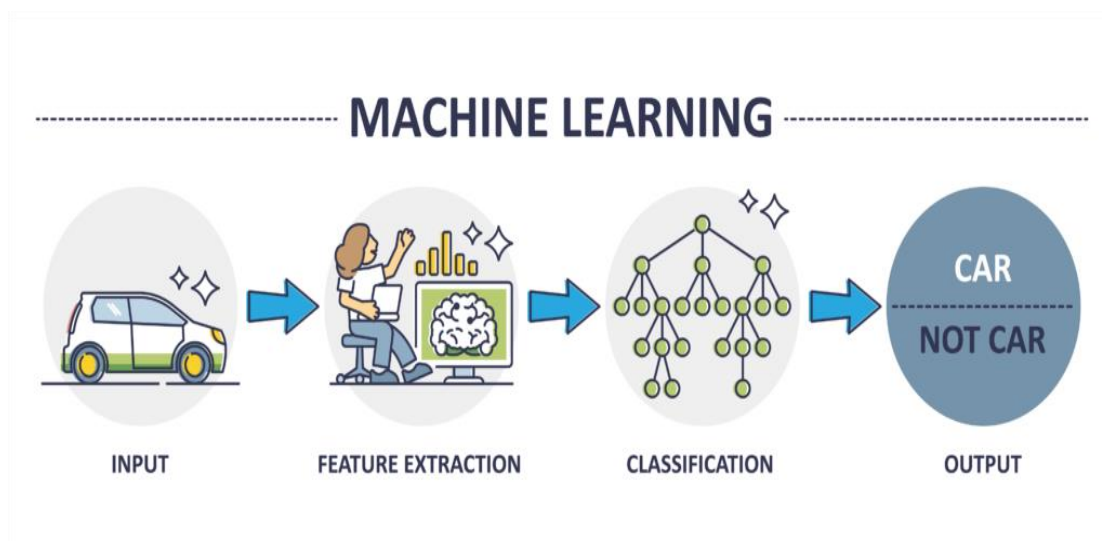 MACHINE LEARNING
CAR
NOT CAR
INPUT
FEATURE EXTRACTION
CLASSIFICATION
OUTPUT